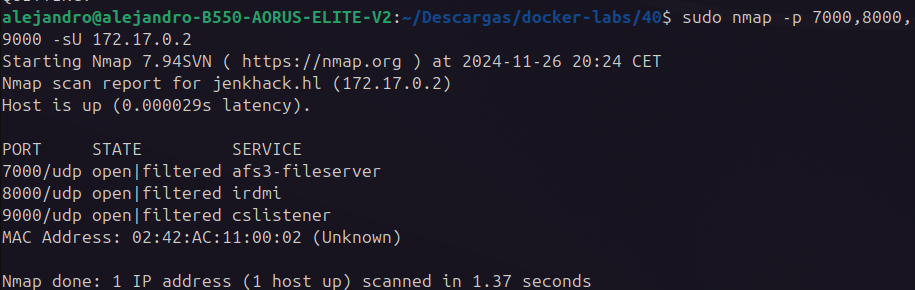 alejandro@alejandro-B550-AORUS-ELITE-V2:~/Descargas/docker-labs/40$ sudo nmap -p 7000,8000,
9000 -sU 172.17.0.2
Starting Nmap 7.94SVN ( https://nmap.org ) at 2024-11-26 20:24 CET
Nmap scan report for jenkhack.hl (172.17.0.2)
Host is up (0.000029s latency).

PORT     STATE         SERVICE
7000/udp open|filtered afs3-fileserver
8000/udp open|filtered irdmi
9000/udp open|filtered cslistener
MAC Address: 02:42:AC:11:00:02 (Unknown)

Nmap done: 1 IP address (1 host up) scanned in 1.37 seconds